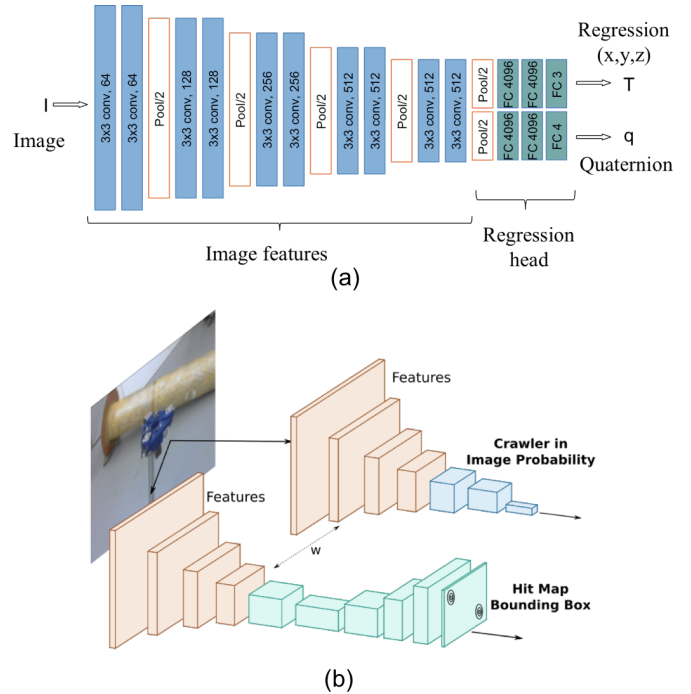 Regression
(x,y,z)
I
Image
3x3 conv, 64
3x3 conv, 64
Pool/2
3x3 conv, 128
3x3 conv, 128
Pool/2
3x3 conv, 256
3x3 conv, 256
Pool/2
3x3 conv, 512
3x3 conv, 512
Pool/2
3x3 conv, 512
3x3 conv, 512
Pool/2
FC 4096
FC 4096
FC 3
T
Pool/2
FC 4096
FC 4096
FC 4
q
Quaternion
Image features
Regression
head
(a)
Features
Crawler in
Image Probability
Features
w
Hit Map
Bounding Box
(b)